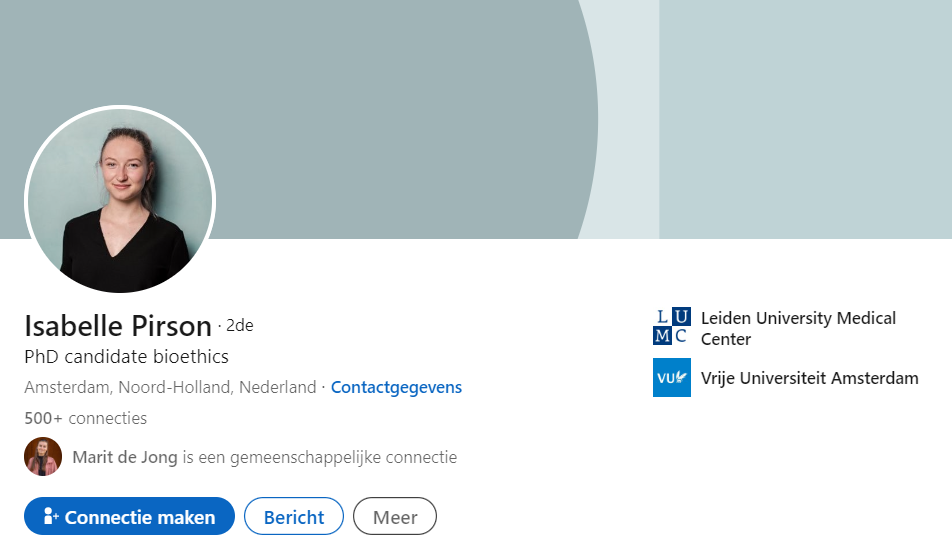 Isabelle Pirson · 2de
PhD candidate bioethics
Amsterdam, Noord-Holland, Nederland · Contactgegevens
500+ connecties
Marit de Jong is een gemeenschappelijke connectie
Connectie maken
Bericht
Meer
L U
M C
Leiden University Medical
Center
VU
Vrije Universiteit Amsterdam